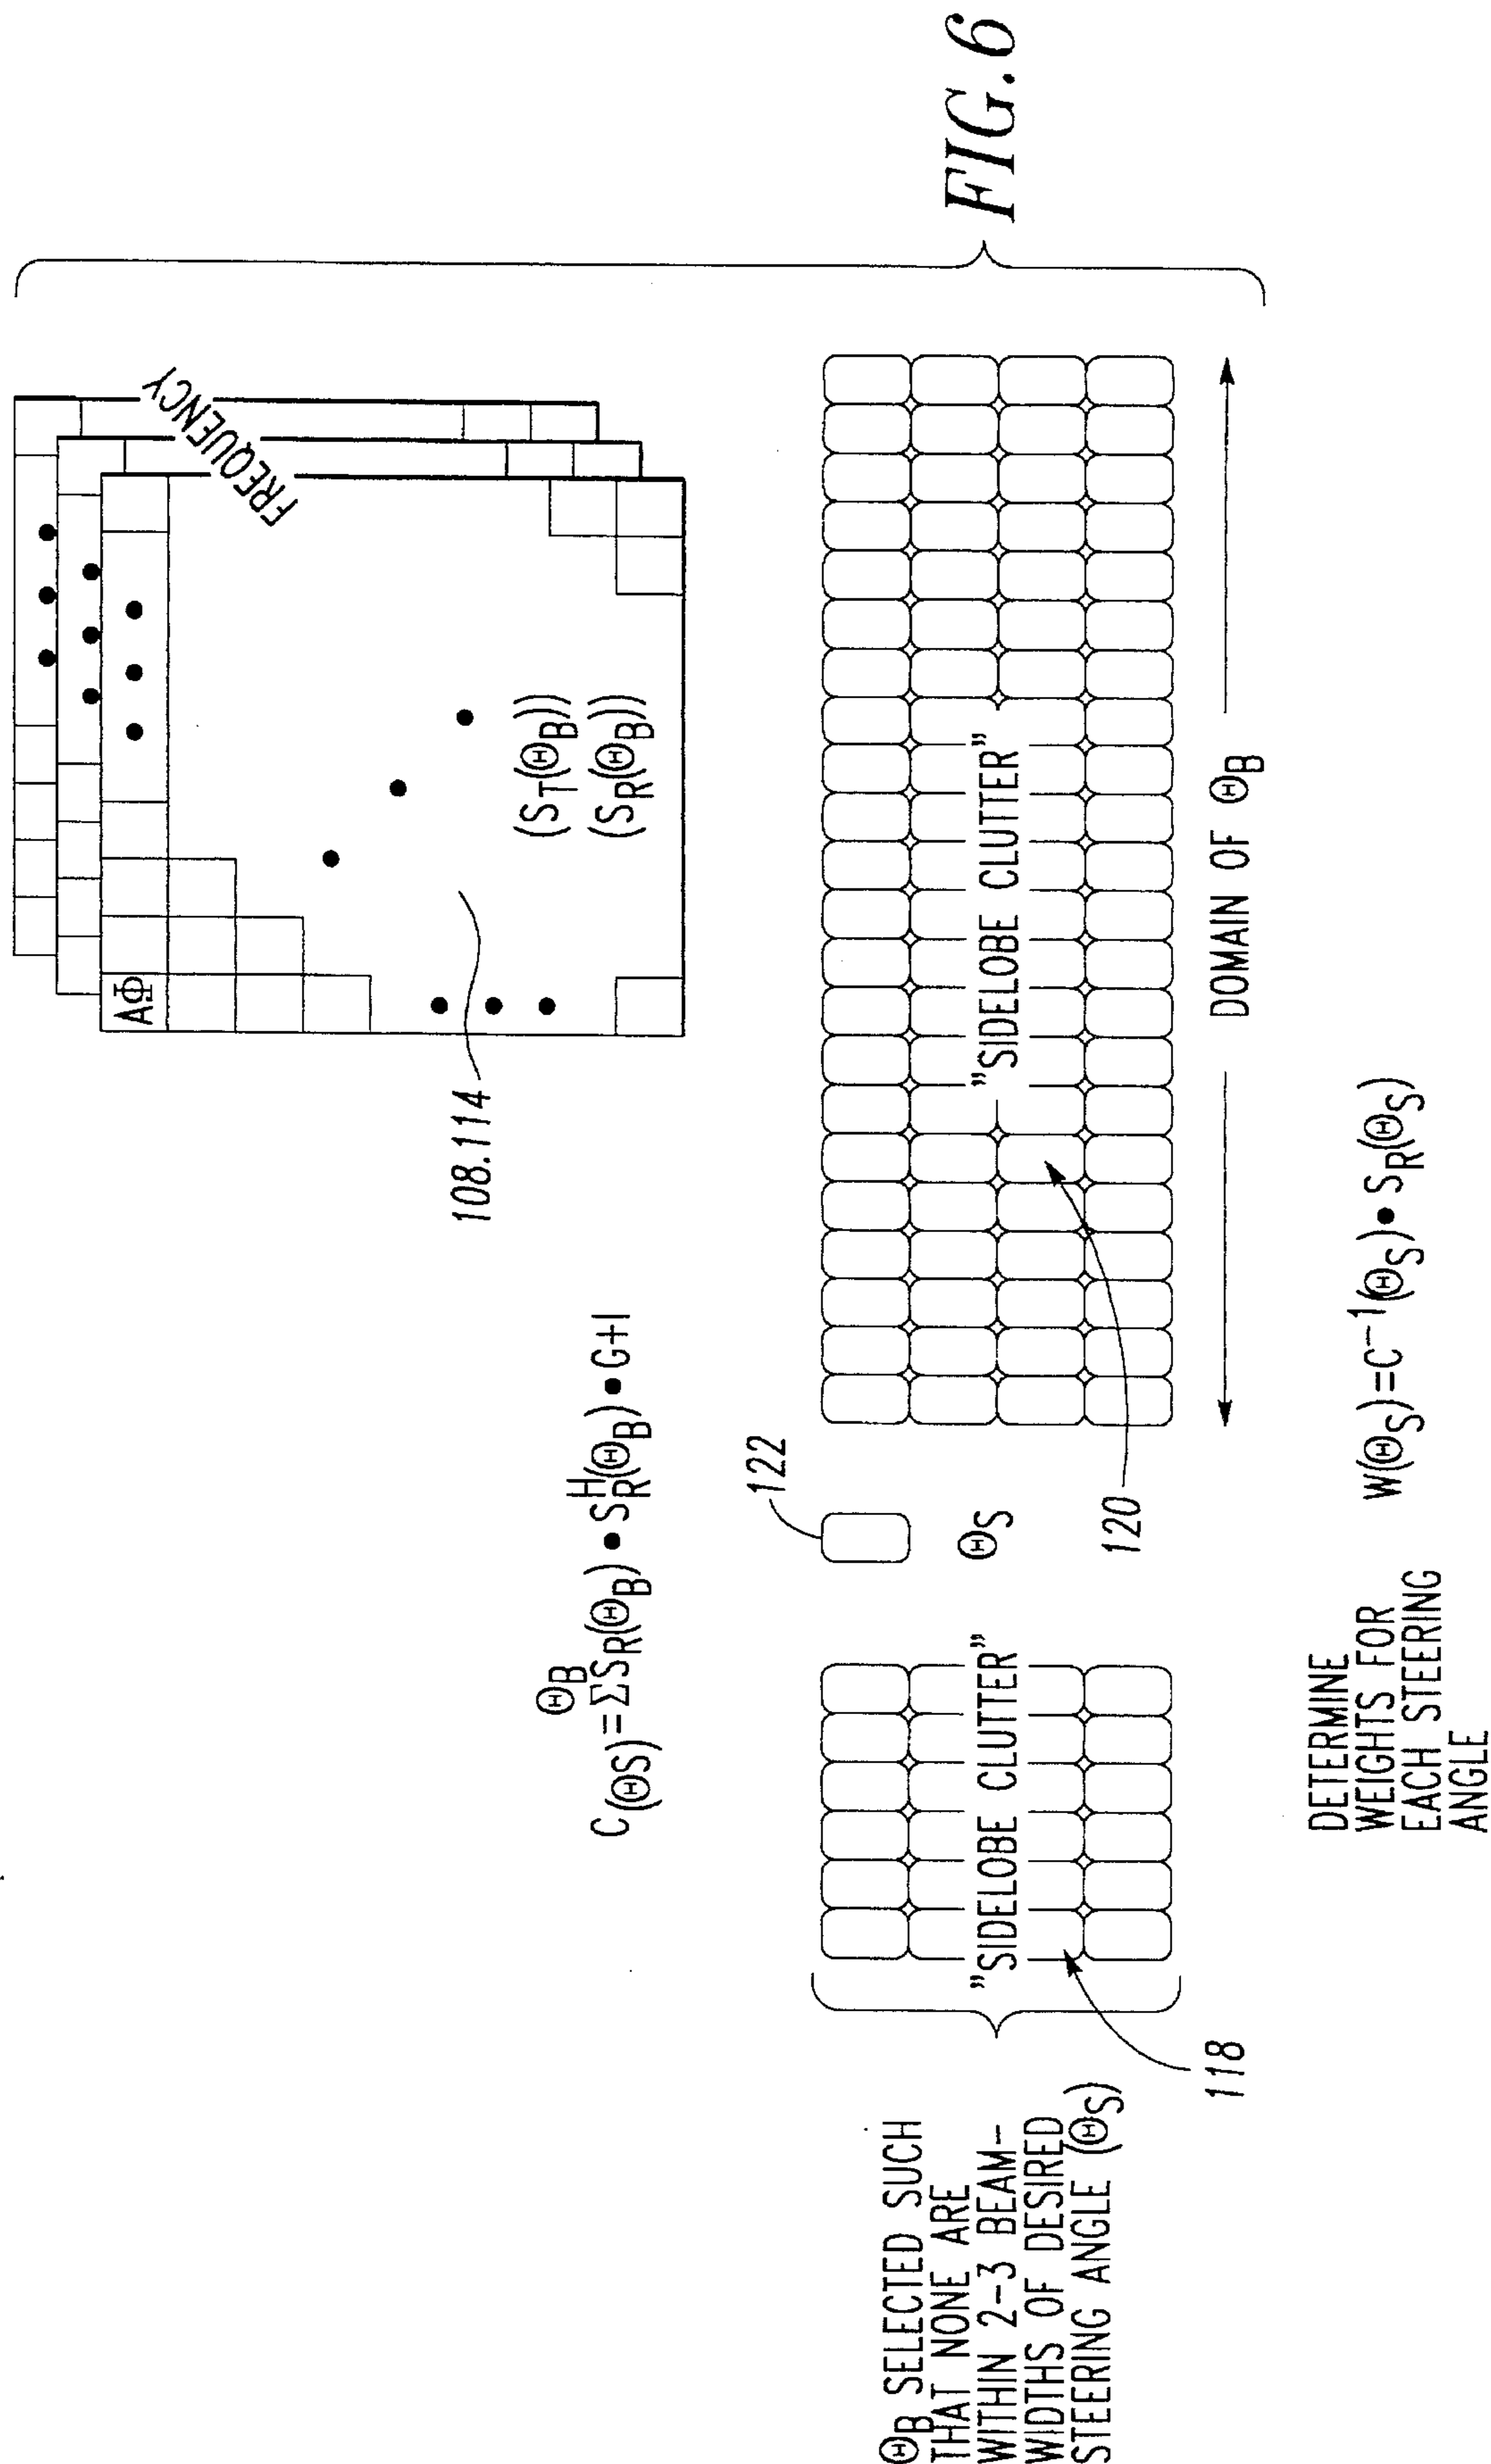 AΦ
FREQUENCY
(S_T(Θ_B))
(S_R(Θ_B))
108.114
Θ_B
C(ΘS)=ΣS_R(Θ_B)•S_R^H(Θ_B)•G+I
122
Θ_B SELECTED SUCH
THAT NONE ARE
WITHIN 2-3 BEAM-
WIDTHS OF DESIRED
STEERING ANGLE (Θ_S)
"SIDELOBE CLUTTER"
Θ_S
"SIDELOBE CLUTTER"
118
120
DOMAIN OF Θ_B
DETERMINE
WEIGHTS FOR
EACH STEERING
ANGLE
W(Θ_S)=C^-1(Θ_S)•S_R(Θ_S)
FIG.6